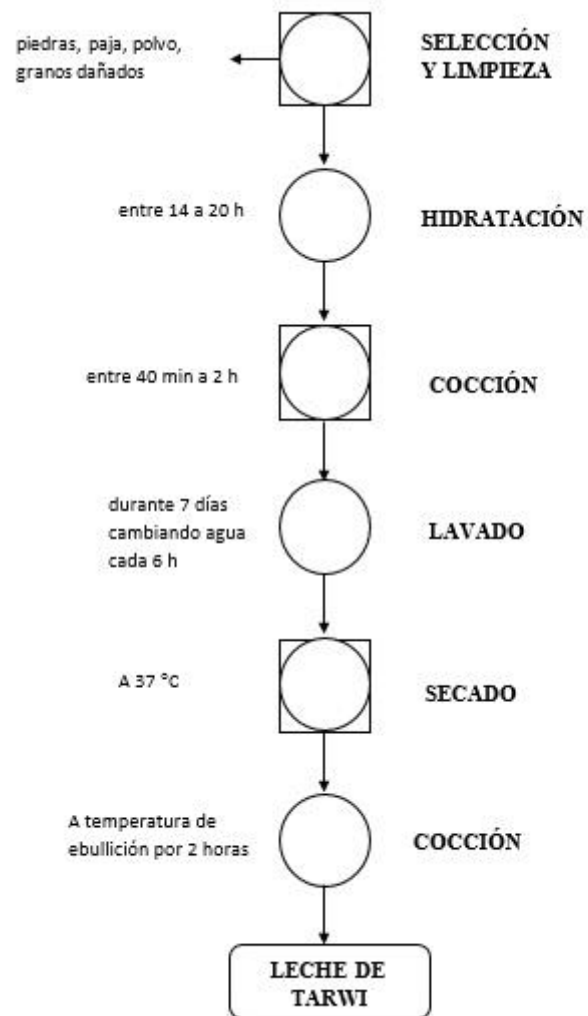 piedras, paja, polvo,
granos dañados
SELECCIÓN
Y LIMPIEZA
entre 14 a 20 h
HIDRATACIÓN
entre 40 min a 2 h
COCCIÓN
durante 7 días
cambiando agua
cada 6 h
LAVADO
A 37 °C
SECADO
A temperatura de
ebullición por 2 horas
COCCIÓN
LECHE DE
TARWI